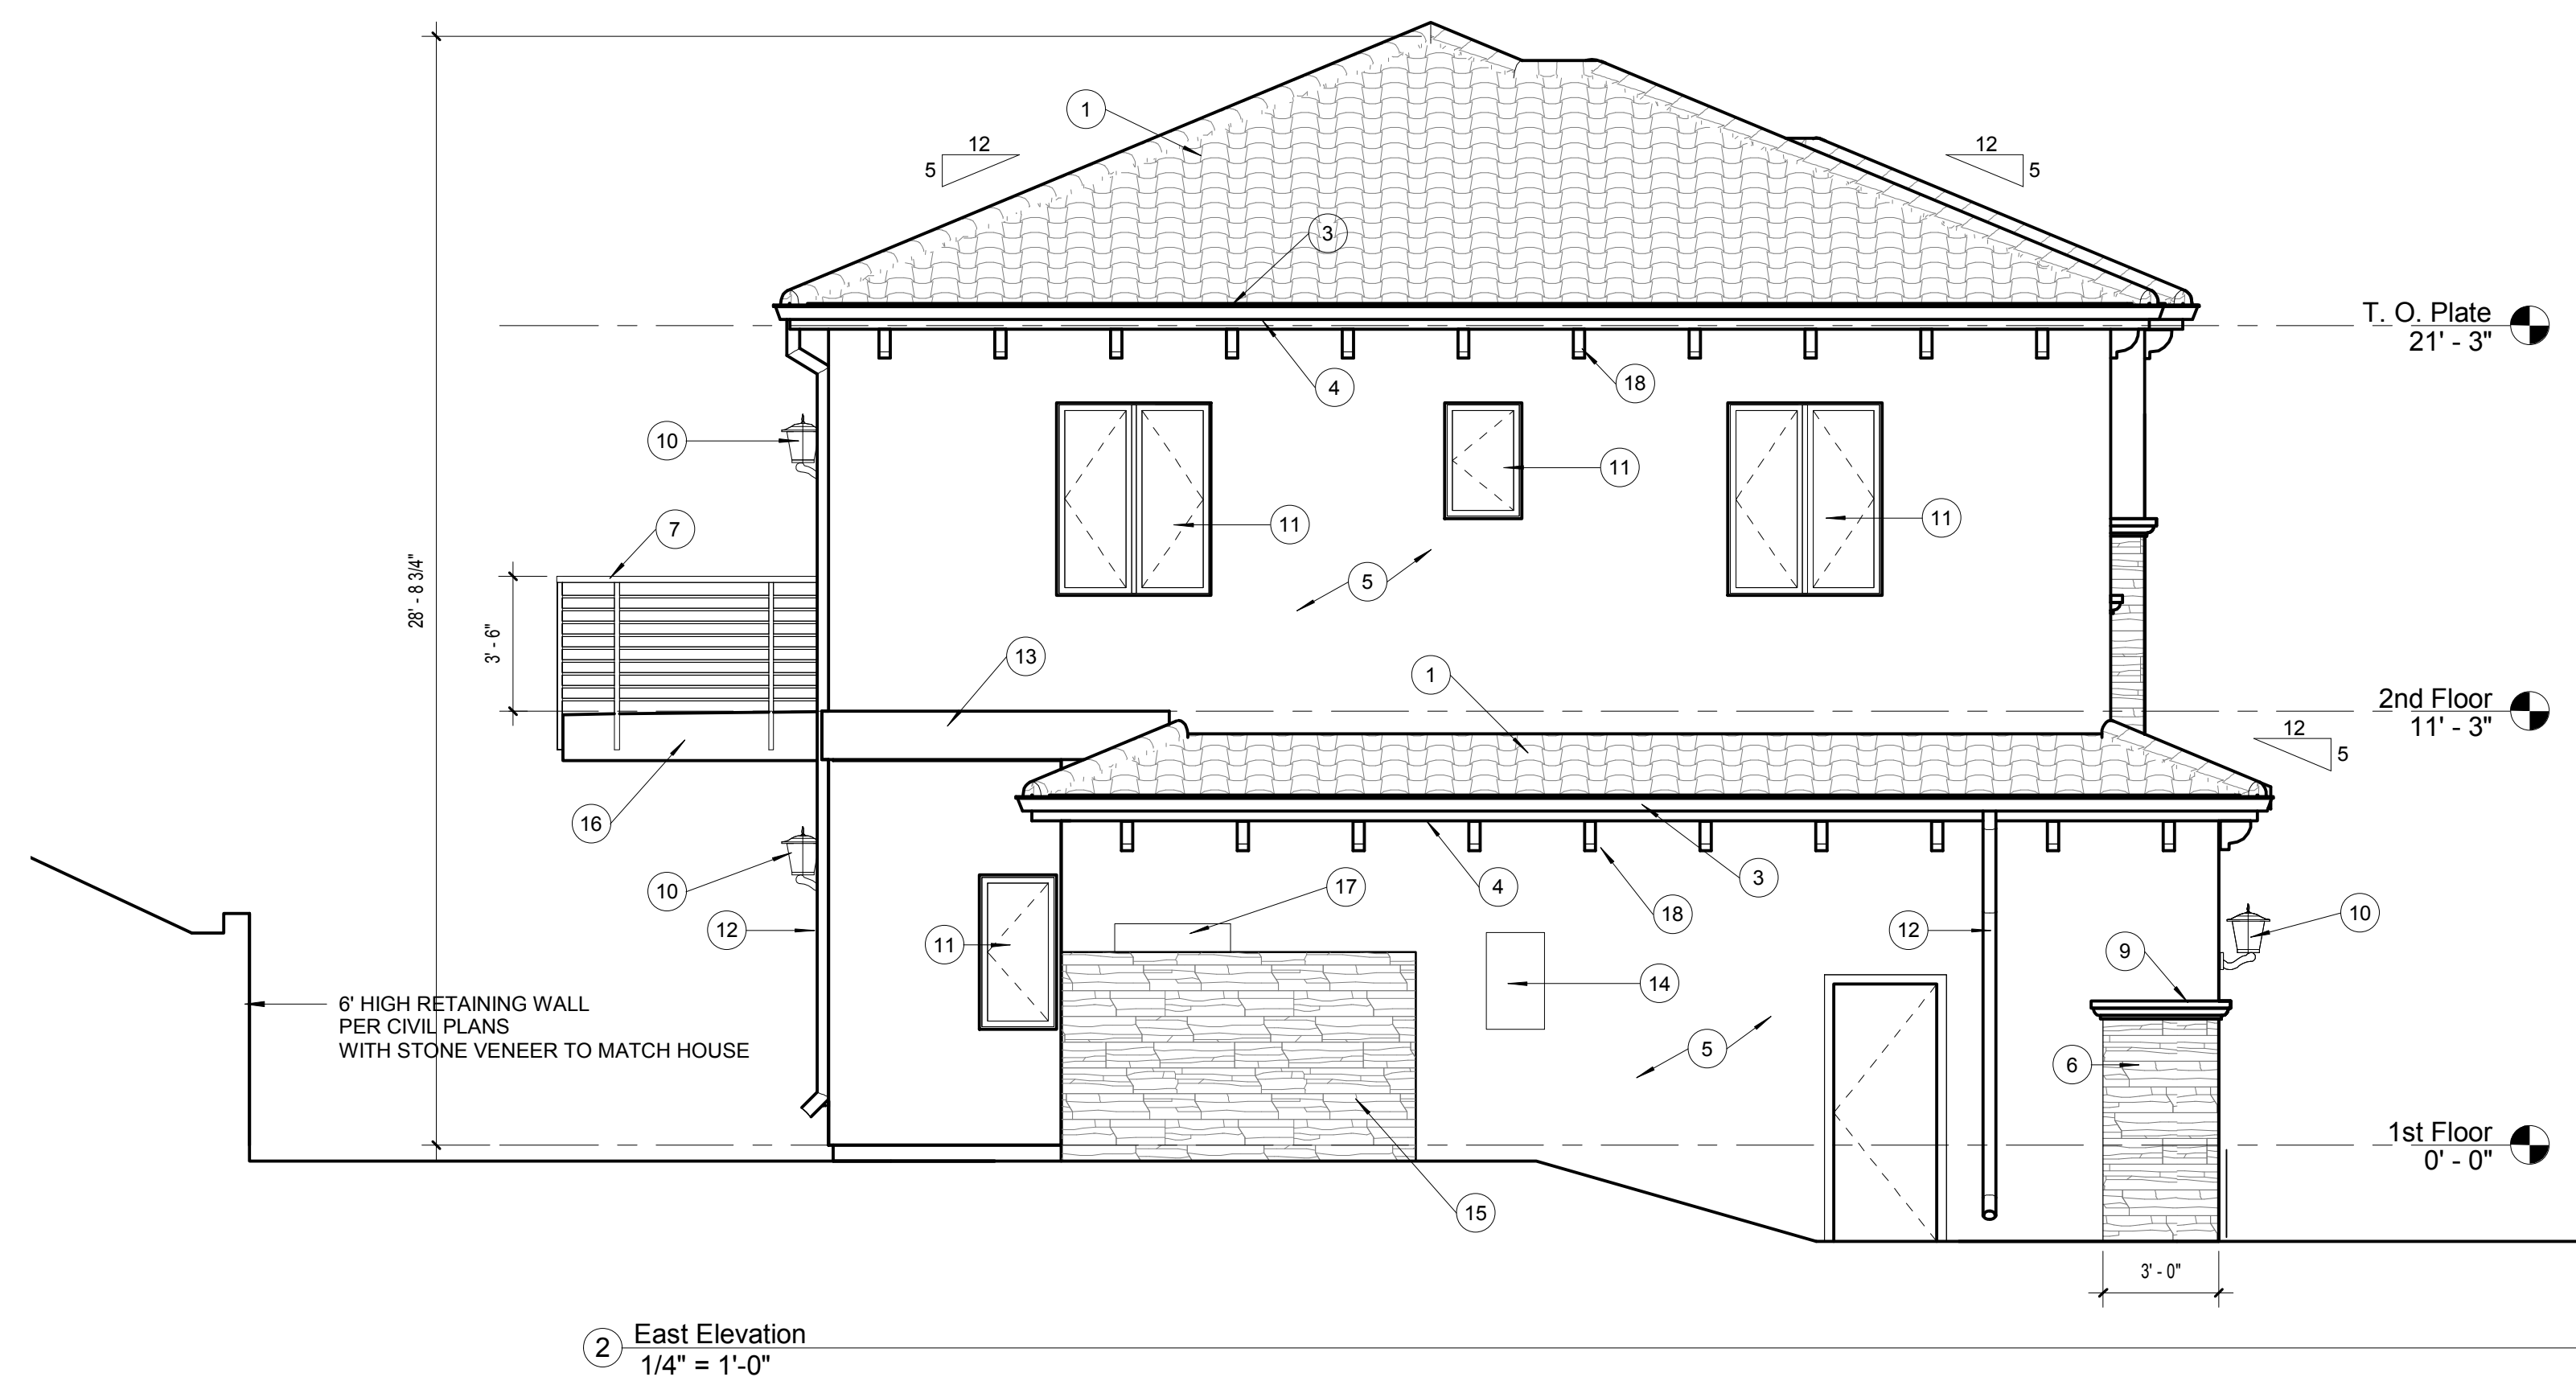 1
12
5
12
5
3
T. O. Plate
21' - 3"
4
18
10
11
11
11
7
5
28' - 8 3/4"
3' - 6"
13
1
2nd Floor
11' - 3"
12
5
16
10
17
4
3
18
12
11
12
10
9
14
6' HIGH RETAINING WALL
PER CIVIL PLANS
WITH STONE VENEER TO MATCH HOUSE
5
6
1st Floor
0' - 0"
15
3' - 0"
2
East Elevation
1/4" = 1'-0"